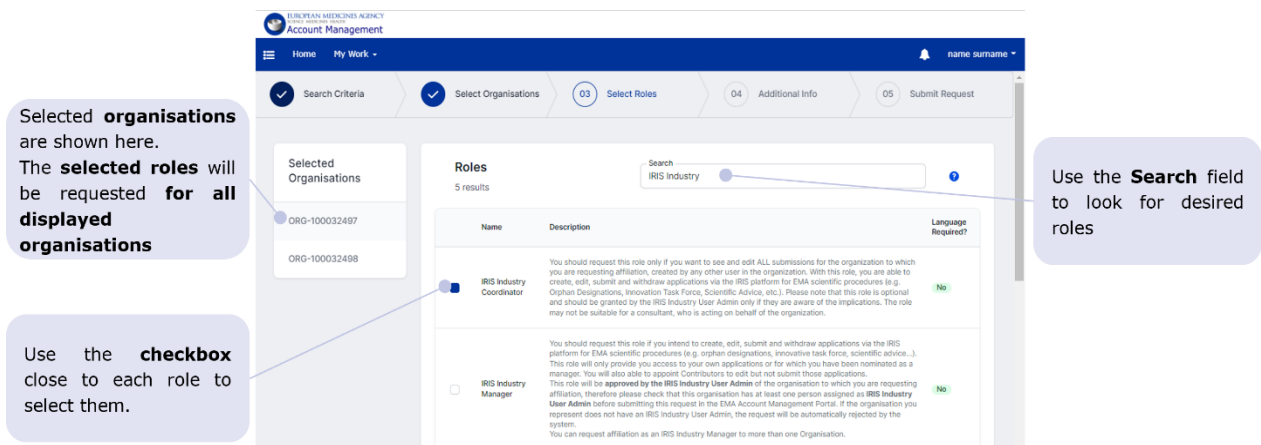 EUROPEAN MEDICINES AGENCY
SCIENCE MEDICINES HEALTH
Account Management
Home My Work
name surname
Search Criteria
Select Organisations
03 Select Roles
04 Additional Info
05 Submit Request
Selected organisations
are shown here.
The selected roles will
be requested for all
displayed
organisations
Selected
Organisations
ORG-100032497
ORG-100032498
Roles
5 results
Search
IRIS Industry
?
Use the Search field
to look for desired
roles
Name Description Language
Required?
IRIS Industry
Coordinator
You should request this role only if you want to see and edit ALL submissions for the organization to which
you are requesting affiliation, created by any other user in the organization. With this role, you are able to
create, edit, submit and withdraw applications via the IRIS platform for EMA scientific procedures (e.g.
Orphan Designations, Innovation Task Force, Scientific Advice, etc.). Please note that this role is optional
and should be granted by the IRIS Industry User Admin only if they are aware of the implications. The role
may not be suitable for a consultant, who is acting on behalf of the organization.
No
Use the checkbox
close to each role to
select them.
IRIS Industry
Manager
You should request this role if you intend to create, edit, submit and withdraw applications via the IRIS
platform for EMA scientific procedures (e.g. orphan designations, innovative task force, scientific advice...).
This role will only provide you access to your own applications or for which you have been nominated as a
manager. You will also able to appoint Contributors to edit but not submit those applications.
This role will be approved by the IRIS Industry User Admin of the organisation to which you are requesting
affiliation, therefore please check that this organisation has at least one person assigned as IRIS Industry
User Admin before submitting this request in the EMA Account Management Portal. If the organisation you
represent does not have an IRIS Industry User Admin, the request will be automatically rejected by the
system.
You can request affiliation as an IRIS Industry Manager to more than one Organisation.
No